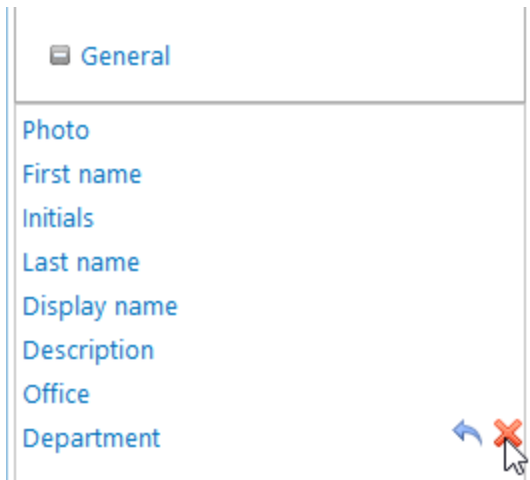 General
Photo
First name
Initials
Last name
Display name
Description
Office
Department